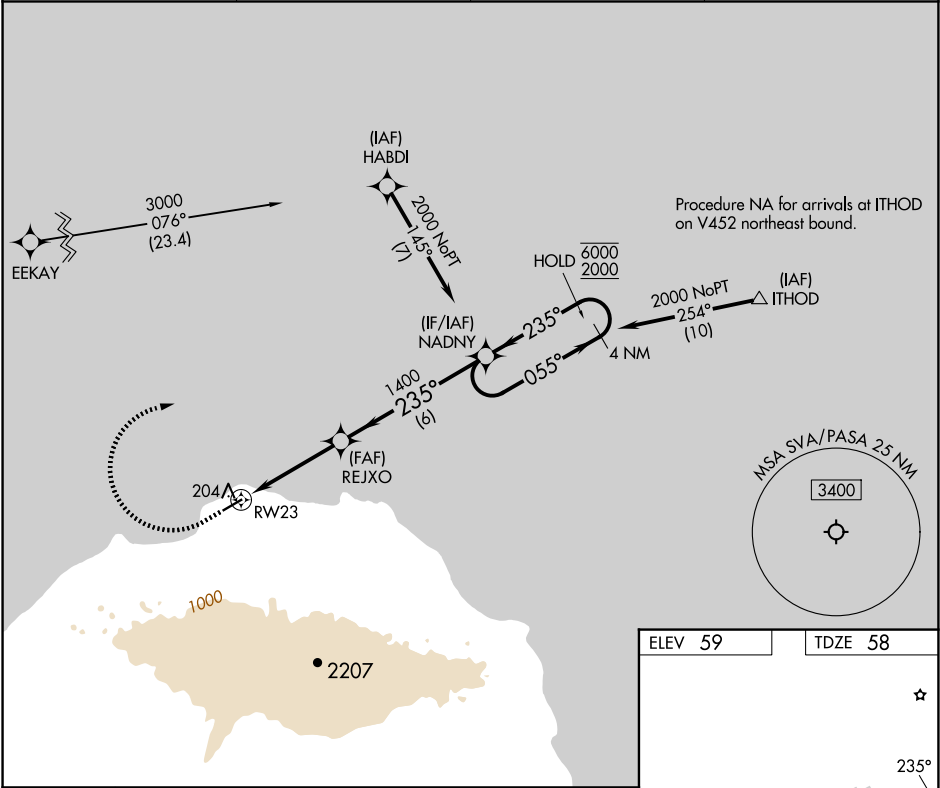 (IAF)
HABDI
3000
076°
(23.4)
EEKAY
2000 NoPT
145°
(7)
Procedure NA for arrivals at ITHOD
on V452 northeast bound.
HOLD
6000
2000
(IAF)
ITHOD
2000 NoPT
254°
(10)
(IF/IAF)
NADNY
235°
055°
4 NM
1400
235°
(6)
(FAF)
REJXO
204
RW23
MSA SVA/PASA 25 NM
3400
1000
2207
ELEV 59
TDZE 58
235°